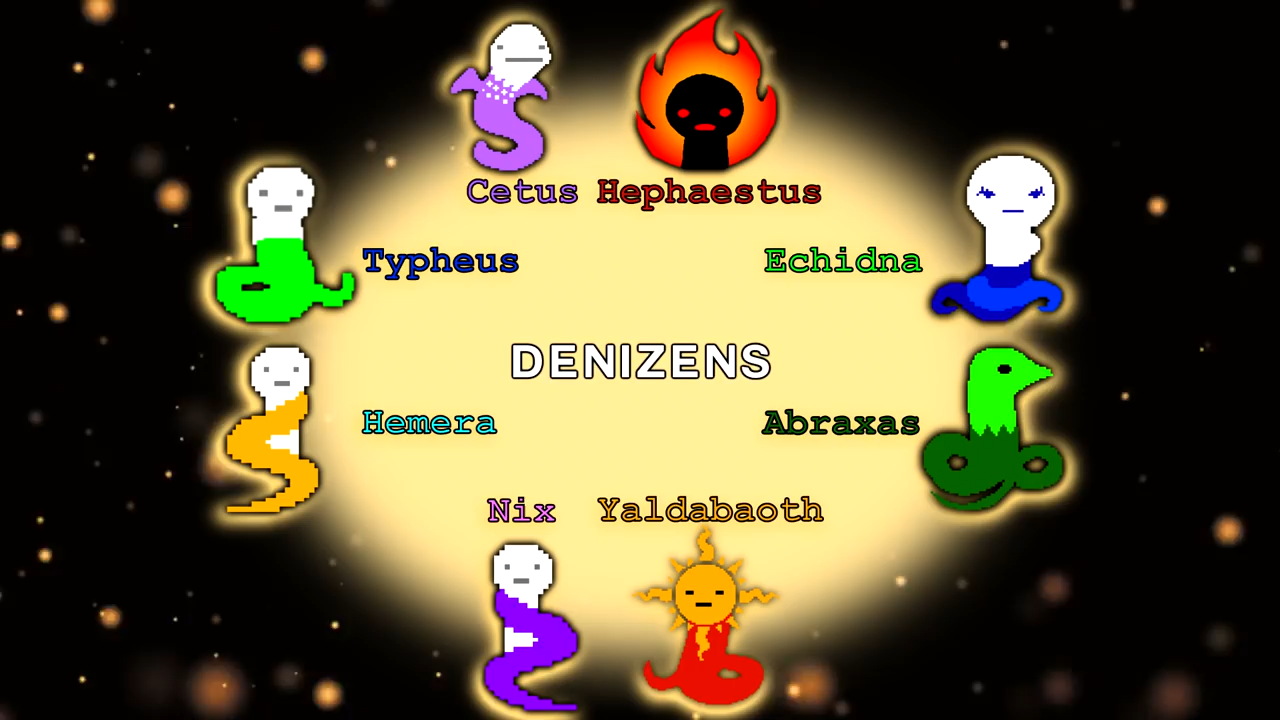 Cetus Hephaestus
Typheus Echidna
DENIZENS
Hemera Abraxas
Nix Yaldabaoth